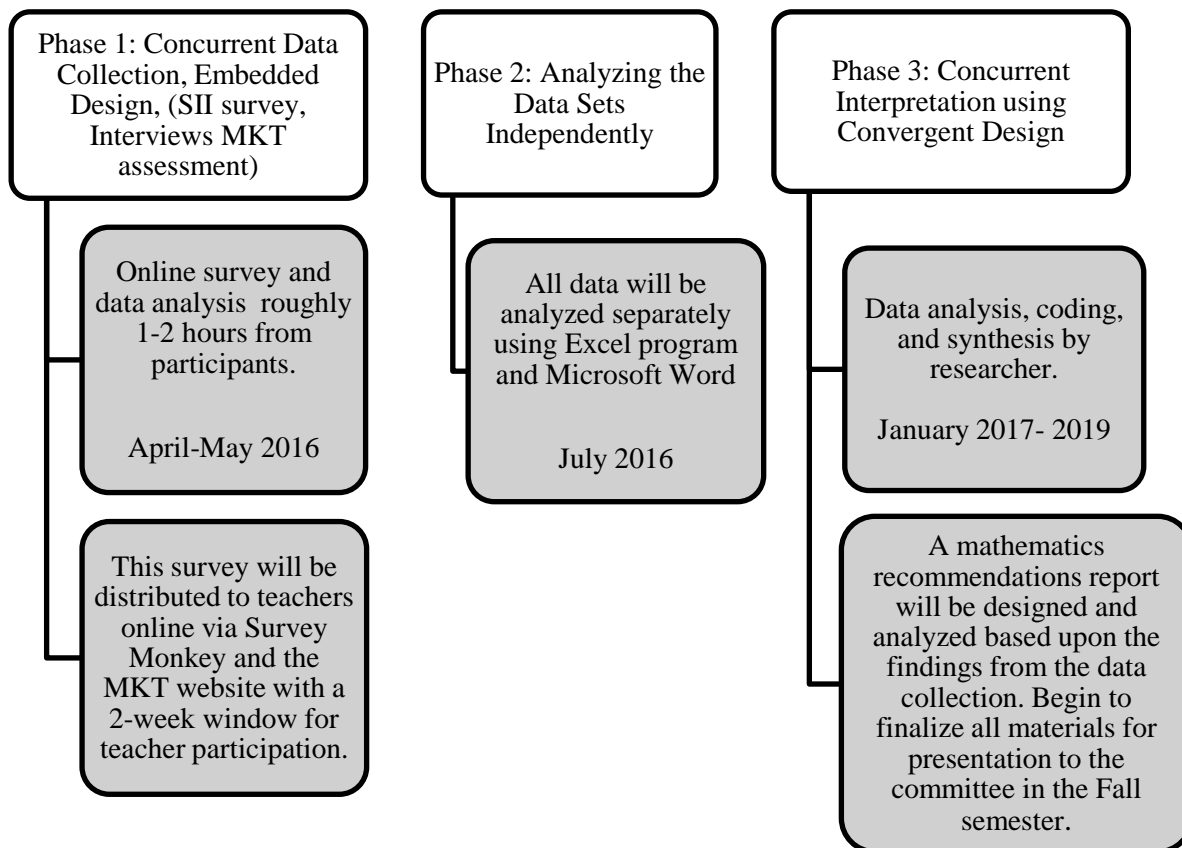 Phase 1: Concurrent Data
Collection, Embedded
Design, (SII survey,
Interviews MKT
assessment)
Online survey and
data analysis roughly
1-2 hours from
participants.
April-May 2016
This survey will be
distributed to teachers
online via Survey
Monkey and the
MKT website with a
2-week window for
teacher participation.
Phase 2: Analyzing the
Data Sets
Independently
All data will be
analyzed separately
using Excel program
and Microsoft Word
July 2016
Phase 3: Concurrent
Interpretation using
Convergent Design
Data analysis, coding,
and synthesis by
researcher.
January 2017- 2019
A mathematics
recommendations report
will be designed and
analyzed based upon the
findings from the data
collection. Begin to
finalize all materials for
presentation to the
committee in the Fall
semester.